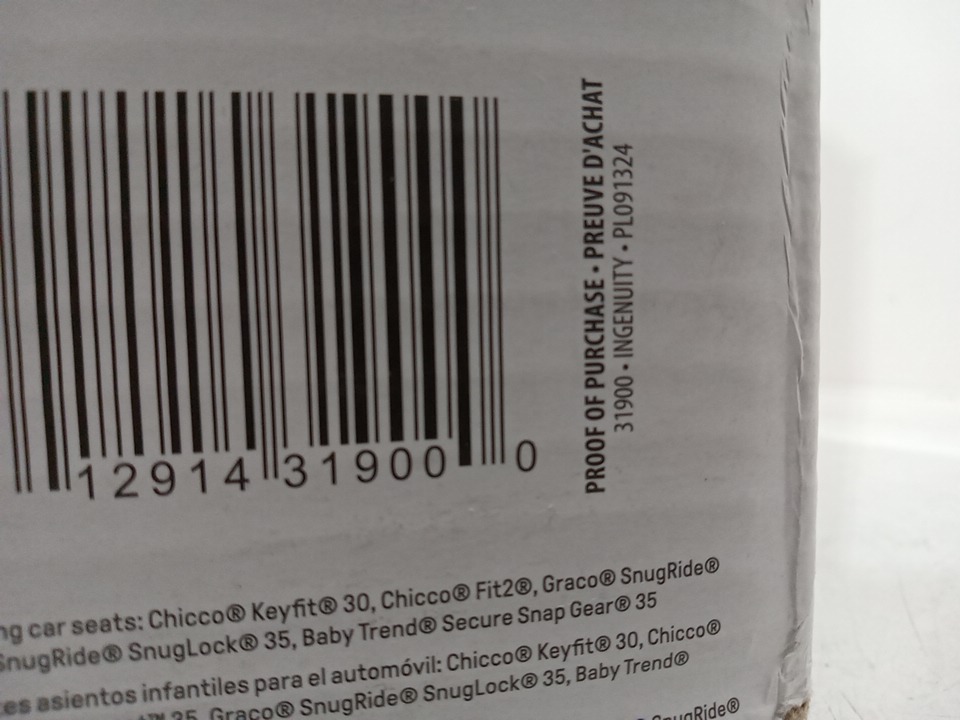 12914 31900 0
PROOF OF PURCHASE • PREUVE D'ACHAT
31900 • INGENUITY • PL091324
car seats: Chicco® Keyfit® 30, Chicco® Fit2®, Graco® SnugRide®
SnugRide® SnugLock® 35, Baby Trend® Secure Snap Gear® 35
asientos infantiles para el automóvil: Chicco® Keyfit® 30, Chicco®
35, Graco® SnugRide® SnugLock® 35, Baby Trend®
SnugRide®